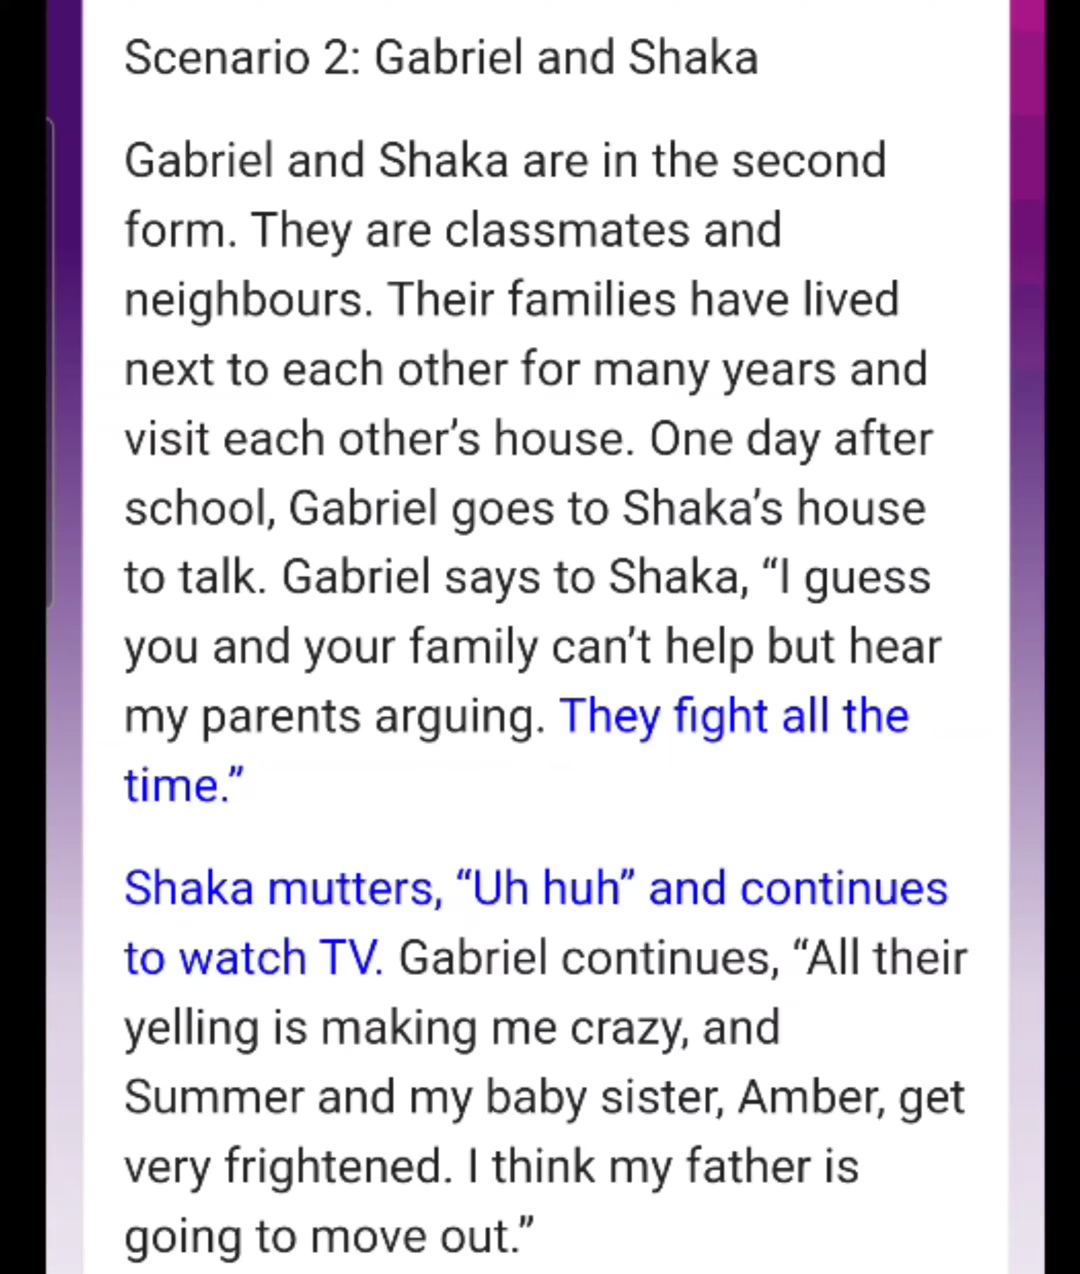 Scenario 2: Gabriel and Shaka
Gabriel and Shaka are in the second
form. They are classmates and
neighbours. Their families have lived
next to each other for many years and
visit each other’s house. One day after
school, Gabriel goes to Shaka’s house
to talk. Gabriel says to Shaka, “I guess
you and your family can’t help but hear
my parents arguing. They fight all the
time.”
Shaka mutters, “Uh huh” and continues
to watch TV. Gabriel continues, “All their
yelling is making me crazy, and
Summer and my baby sister, Amber, get
very frightened. I think my father is
going to move out.”